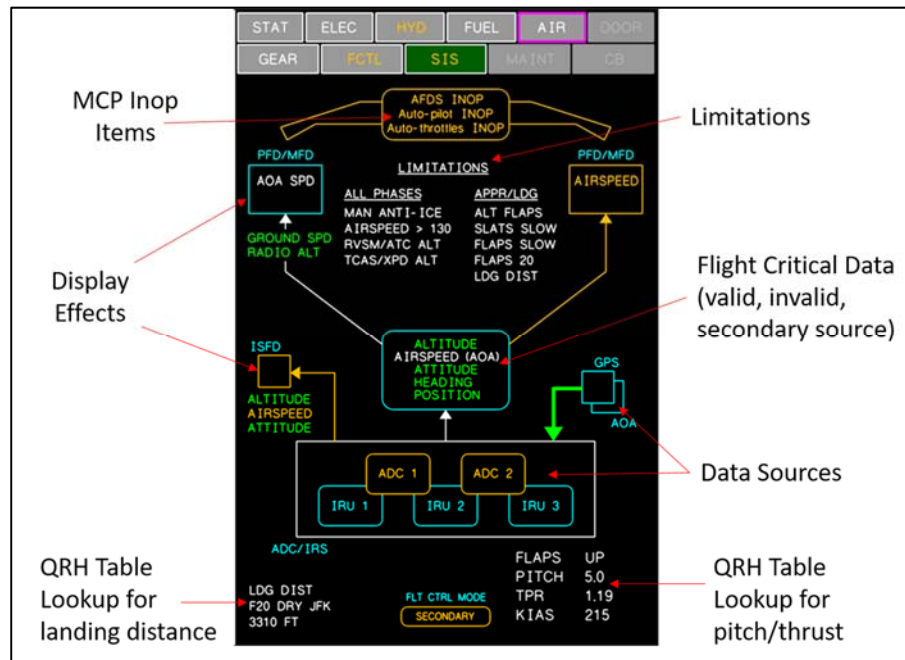 STAT ELEC HYD FUEL AIR DOOR
GEAR FCTL SIS MAINT CB
MCP Inop
Items
AFDS INOP
Auto-pilot INOP
Auto-throttles INOP
Limitations
PFD/MFD
AOA SPD
LIMITATIONS
PFD/MFD
AIRSPEED
ALL PHASES
MAN ANTI-ICE
AIRSPEED > 130
RVSM/ATC ALT
TCAS/XPD ALT
APPR/LDG
ALT FLAPS
SLATS SLOW
FLAPS SLOW
FLAPS 20
LDG DIST
GROUND SPD
RADIO ALT
Display
Effects
Flight Critical Data
(valid, invalid,
secondary source)
ALTITUDE
AIRSPEED (AOA)
ATTITUDE
HEADING
POSITION
ISFD
ALTITUDE
AIRSPEED
ATTITUDE
GPS
AOA
ADC 1 ADC 2
IRU 1 IRU 2 IRU 3
Data Sources
ADC/IRS
QRH Table
Lookup for
landing distance
LDG DIST
F20 DRY JFK
3310 FT
FLT CTRL MODE
SECONDARY
FLAPS UP
PITCH 5.0
TPR 1.19
KIAS 215
QRH Table
Lookup for
pitch/thrust